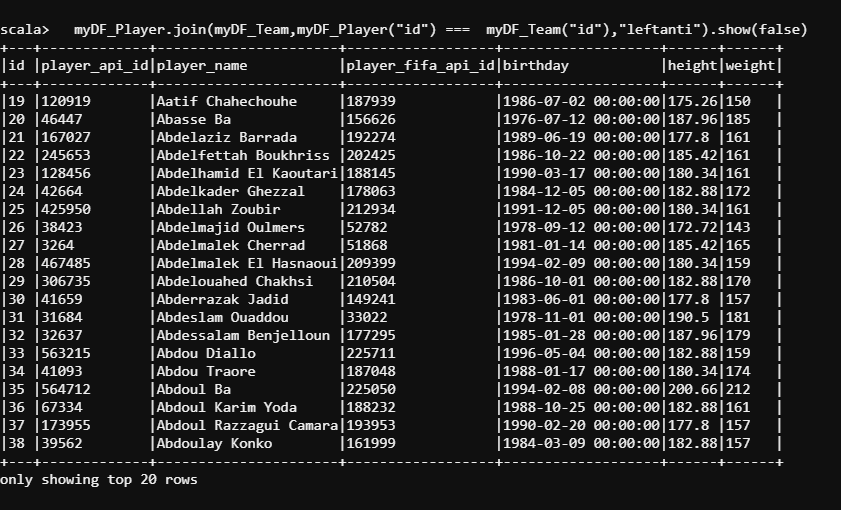 scala>   myDF_Player.join(myDF_Team,myDF_Player("id") ===  myDF_Team("id"),"leftanti").show(false)
+---+-------------+---------------------+------------------+-------------------+------+------+
|id |player_api_id|player_name          |player_fifa_api_id|birthday           |height|weight|
+---+-------------+---------------------+------------------+-------------------+------+------+
|19 |120919       |Aatif Chahechouhe    |187939            |1986-07-02 00:00:00|175.26|150   |
|20 |46447        |Abasse Ba            |156626            |1976-07-12 00:00:00|187.96|185   |
|21 |167027       |Abdelaziz Barrada    |192274            |1989-06-19 00:00:00|177.8 |161   |
|22 |245653       |Abdelfettah Boukhriss|202425            |1986-10-22 00:00:00|185.42|161   |
|23 |128456       |Abdelhamid El Kaoutari|188145            |1990-03-17 00:00:00|180.34|161   |
|24 |42664        |Abdelkader Ghezzal   |178063            |1984-12-05 00:00:00|182.88|172   |
|25 |425950       |Abdellah Zoubir      |212934            |1991-12-05 00:00:00|180.34|161   |
|26 |38423        |Abdelmajid Oulmers   |52782             |1978-09-12 00:00:00|172.72|143   |
|27 |3264         |Abdelmalek Cherrad   |51868             |1981-01-14 00:00:00|185.42|165   |
|28 |467485       |Abdelmalek El Hasnaoui|209399            |1994-02-09 00:00:00|180.34|159   |
|29 |306735       |Abdelouahed Chakhsi  |210504            |1986-10-01 00:00:00|182.88|170   |
|30 |41659        |Abderrazak Jadid     |149241            |1983-06-01 00:00:00|177.8 |157   |
|31 |31684        |Abdeslam Ouaddou     |33022             |1978-11-01 00:00:00|190.5 |181   |
|32 |32637        |Abdessalam Benjelloun|177295            |1985-01-28 00:00:00|187.96|179   |
|33 |563215       |Abdou Diallo         |225711            |1996-05-04 00:00:00|182.88|159   |
|34 |41093        |Abdou Traore         |187048            |1988-01-17 00:00:00|180.34|174   |
|35 |564712       |Abdoul Ba            |225050            |1994-02-08 00:00:00|200.66|212   |
|36 |67334        |Abdoul Karim Yoda    |188232            |1988-10-25 00:00:00|182.88|161   |
|37 |173955       |Abdoul Razzagui Camara|193953            |1990-02-20 00:00:00|177.8 |157   |
|38 |39562        |Abdoulay Konko       |161999            |1984-03-09 00:00:00|182.88|157   |
+---+-------------+---------------------+------------------+-------------------+------+------+
only showing top 20 rows